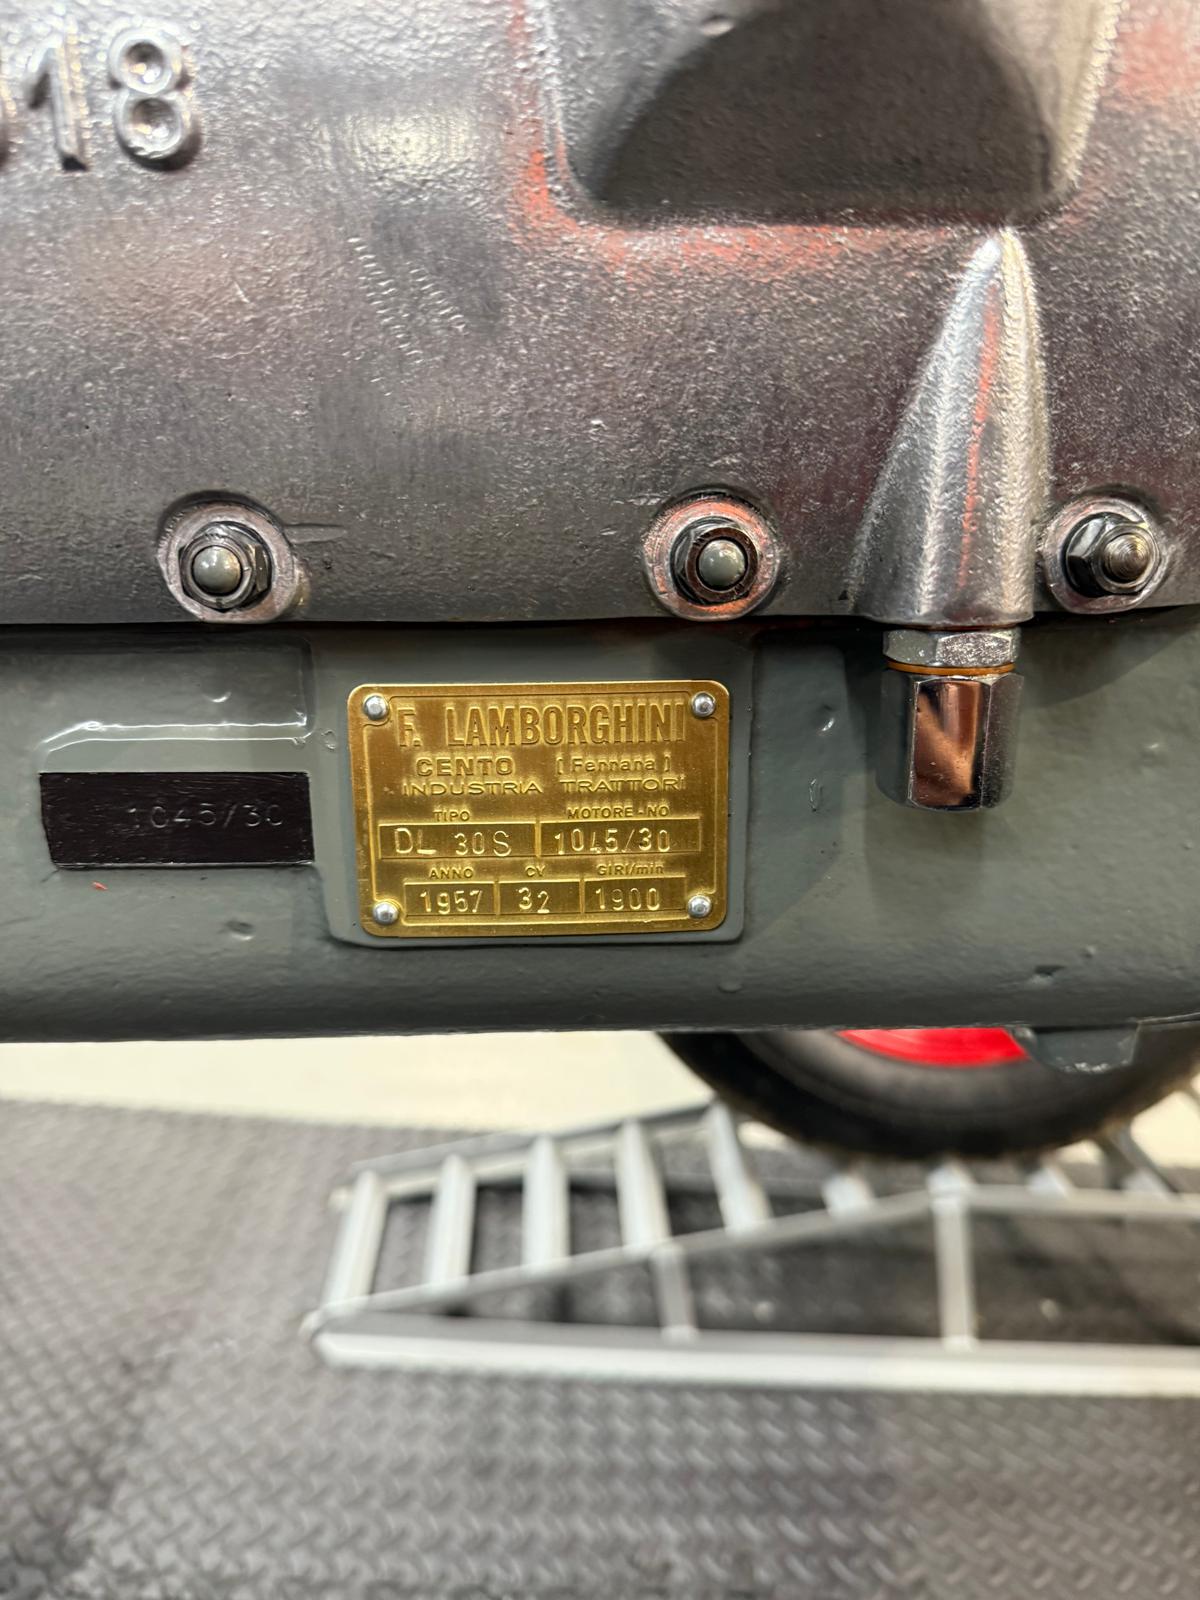 18
F. LAMBORGHINI
CENTO (Ferrara)
INDUSTRIA TRATTORI
TIPO MOTORE-NO
DL 30S 1045/30
1045/30
ANNO CV GIRI/min
1957 32 1900